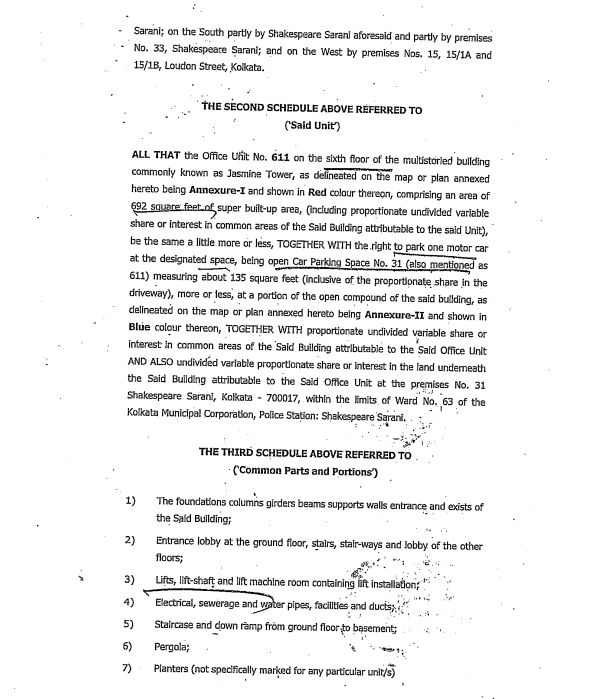 Sarani; on the South partly by Shakespeare Sarani aforesaid and partly by premises
No. 33, Shakespeare Sarani; and on the West by premises Nos. 15, 15/1A and
15/1B, Loudon Street, Kolkata.
THE SECOND SCHEDULE ABOVE REFERRED TO
('Said Unit')
ALL THAT the Office Unit No. 611 on the sixth floor of the multistoried building
commonly known as Jasmine Tower, as delineated on the map or plan annexed
hereto being Annexure-I and shown in Red colour thereon, comprising an area of
692 square feet of super built-up area, (including proportionate undivided variable
share or interest in common areas of the Said Building attributable to the said Unit),
be the same a little more or less, TOGETHER WITH the right to park one motor car
at the designated space, being open Car Parking Space No. 31 (also mentioned as
611) measuring about 135 square feet (inclusive of the proportionate share in the
driveway), more or less, at a portion of the open compound of the said building, as
delineated on the map or plan annexed hereto being Annexure-II and shown in
Blue colour thereon, TOGETHER WITH proportionate undivided variable share or
interest in common areas of the Said Building attributable to the Said Office Unit
AND ALSO undivided variable proportionate share or interest in the land underneath
the Said Building attributable to the Said Office Unit at the premises No. 31
Shakespeare Sarani, Kolkata - 700017, within the limits of Ward No. 63 of the
Kolkata Municipal Corporation, Police Station: Shakespeare Sarani.
THE THIRD SCHEDULE ABOVE REFERRED TO
('Common Parts and Portions')
1) The foundations columns girders beams supports walls entrance and exists of
the Said Building;
2) Entrance lobby at the ground floor, stairs, stair-ways and lobby of the other
floors;
3) Lifts, lift-shaft and lift machine room containing lift installation;
4) Electrical, sewerage and water pipes, facilities and ducts;
5) Staircase and down ramp from ground floor to basement;
6) Pergola;
7) Planters (not specifically marked for any particular unit/s)